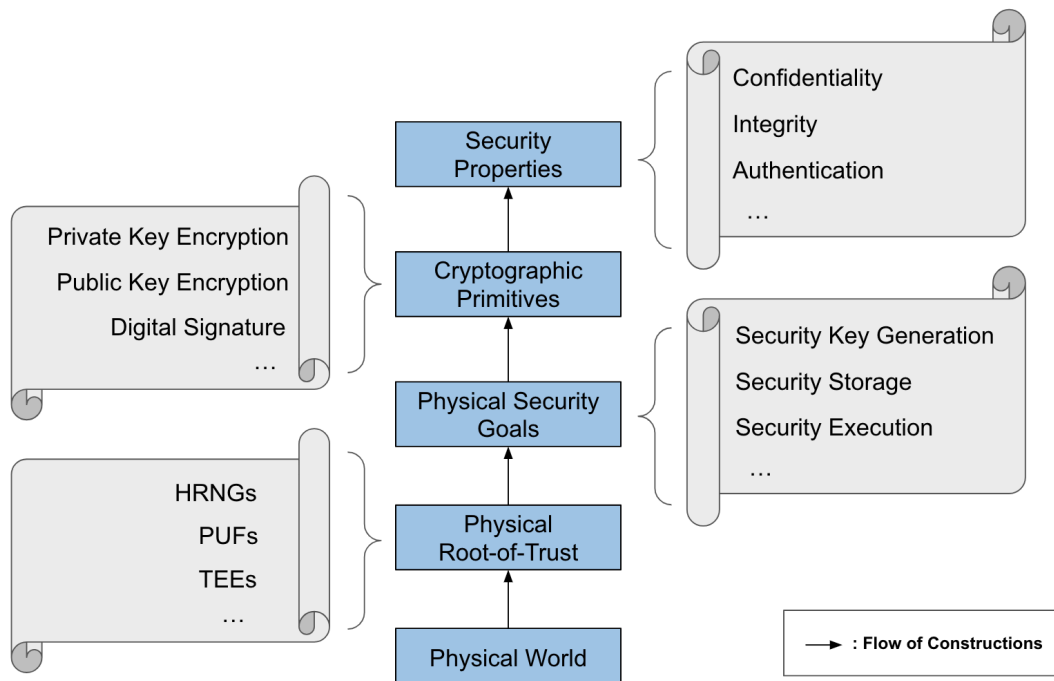 Confidentiality
Integrity
Authentication
...
Security
Properties
Private Key Encryption
Public Key Encryption
Digital Signature
...
Cryptographic
Primitives
Security Key Generation
Security Storage
Security Execution
...
Physical Security
Goals
HRNGs
PUFs
TEEs
...
Physical
Root-of-Trust
Physical World
: Flow of Constructions